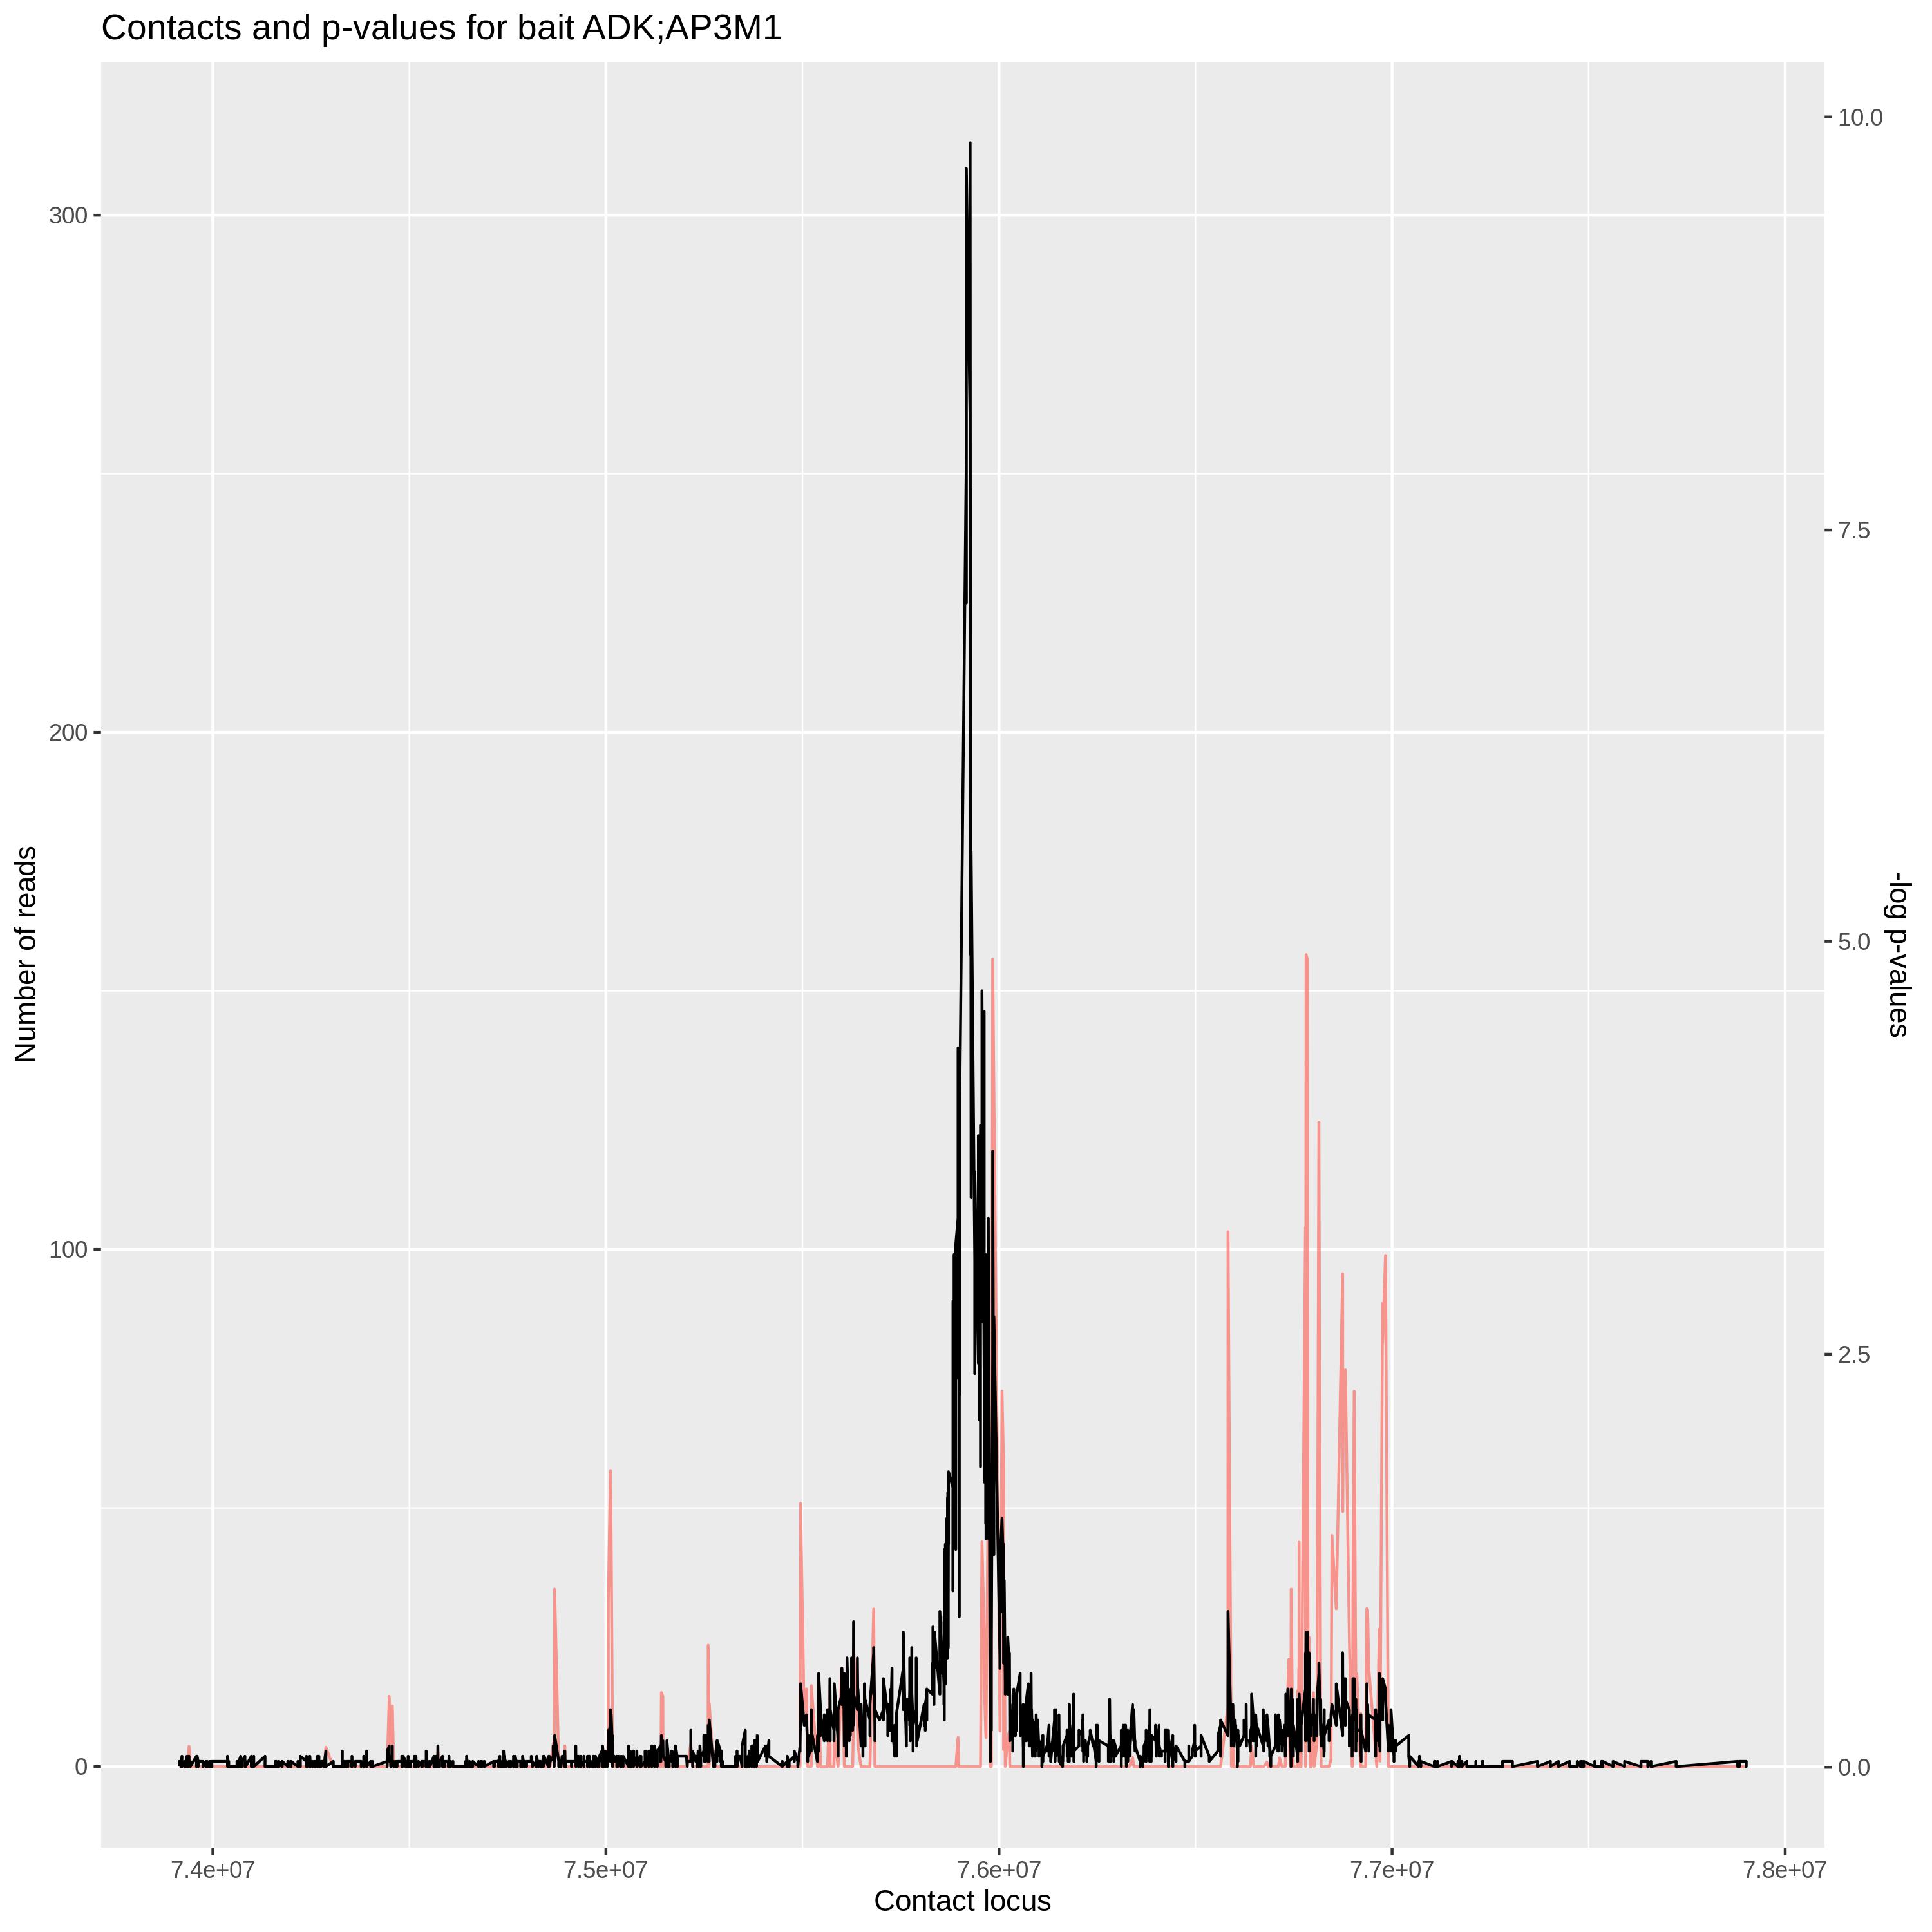 Contacts and p-values for bait ADK;AP3M1
10.0
300
7.5
200
5.0
Number of reads
-log p-values
100
2.5
0
0.0
7.4e+07 7.5e+07 7.6e+07 7.7e+07 7.8e+07
Contact locus